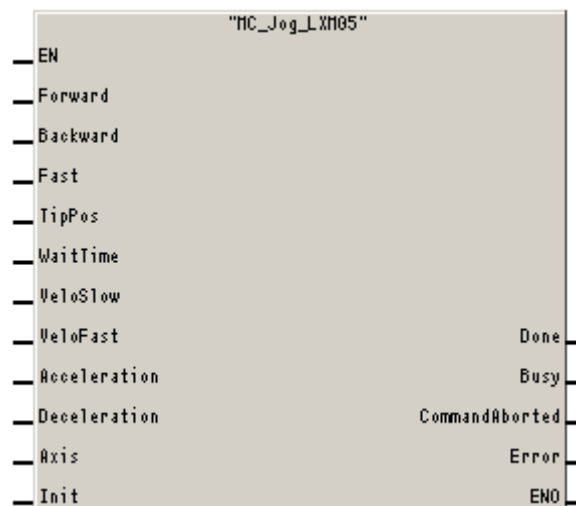 "MC_Jog_LXM05"
EN
Forward
Backward
Fast
TipPos
WaitTime
VeloSlow
VeloFast Done
Acceleration Busy
Deceleration CommandAborted
Axis Error
Init ENO